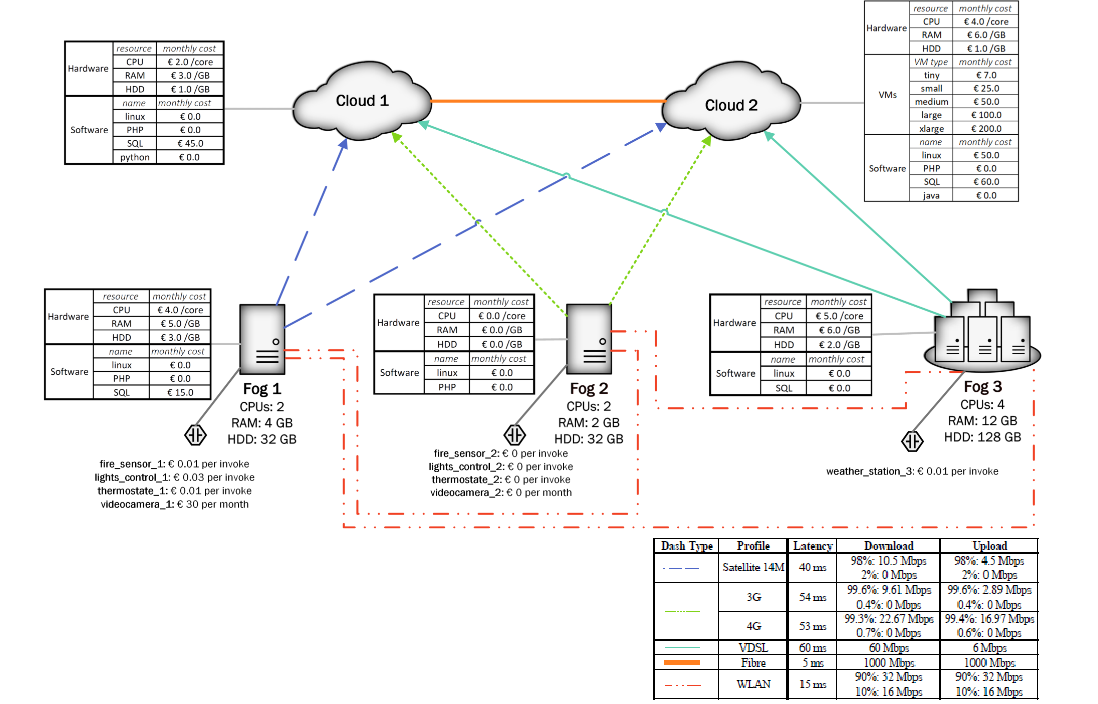 resource monthly cost
Hardware CPU € 2.0 /core
RAM € 3.0 /GB
HDD € 1.0 /GB
Software name monthly cost
linux € 0.0
PHP € 0.0
SQL € 45.0
python € 0.0
Cloud 1
Cloud 2
resource monthly cost
Hardware CPU € 4.0 /core
RAM € 6.0 /GB
HDD € 1.0 /GB
VMs VM type monthly cost
tiny € 7.0
small € 25.0
medium € 50.0
large € 100.0
xlarge € 200.0
Software name monthly cost
linux € 50.0
PHP € 0.0
SQL € 60.0
java € 0.0
resource monthly cost
Hardware CPU € 4.0 /core
RAM € 5.0 /GB
HDD € 3.0 /GB
Software name monthly cost
linux € 0.0
PHP € 0.0
SQL € 15.0
Fog 1
CPUs: 2
RAM: 4 GB
HDD: 32 GB
fire_sensor_1: € 0.01 per invoke
lights_control_1: € 0.03 per invoke
thermostate_1: € 0.01 per invoke
videocamera_1: € 30 per month
resource monthly cost
Hardware CPU € 0.0 /core
RAM € 0.0 /GB
HDD € 0.0 /GB
Software name monthly cost
linux € 0.0
PHP € 0.0
Fog 2
CPUs: 2
RAM: 2 GB
HDD: 32 GB
fire_sensor_2: € 0 per invoke
lights_control_2: € 0 per invoke
thermostate_2: € 0 per invoke
videocamera_2: € 0 per month
resource monthly cost
Hardware CPU € 5.0 /core
RAM € 6.0 /GB
HDD € 2.0 /GB
Software name monthly cost
linux € 0.0
SQL € 0.0
Fog 3
CPUs: 4
RAM: 12 GB
HDD: 128 GB
weather_station_3: € 0.01 per invoke
Dash Type Profile Latency Download Upload
Satellite 14M 40 ms 98%: 10.5 Mbps 98%: 4.5 Mbps
2%: 0 Mbps 2%: 0 Mbps
3G 54 ms 99.6%: 9.61 Mbps 99.6%: 2.89 Mbps
0.4%: 0 Mbps 0.4%: 0 Mbps
4G 53 ms 99.3%: 22.67 Mbps 99.4%: 16.97 Mbps
0.7%: 0 Mbps 0.6%: 0 Mbps
VDSL 60 ms 60 Mbps 6 Mbps
Fibre 5 ms 1000 Mbps 1000 Mbps
WLAN 15 ms 90%: 32 Mbps 90%: 32 Mbps
10%: 16 Mbps 10%: 16 Mbps